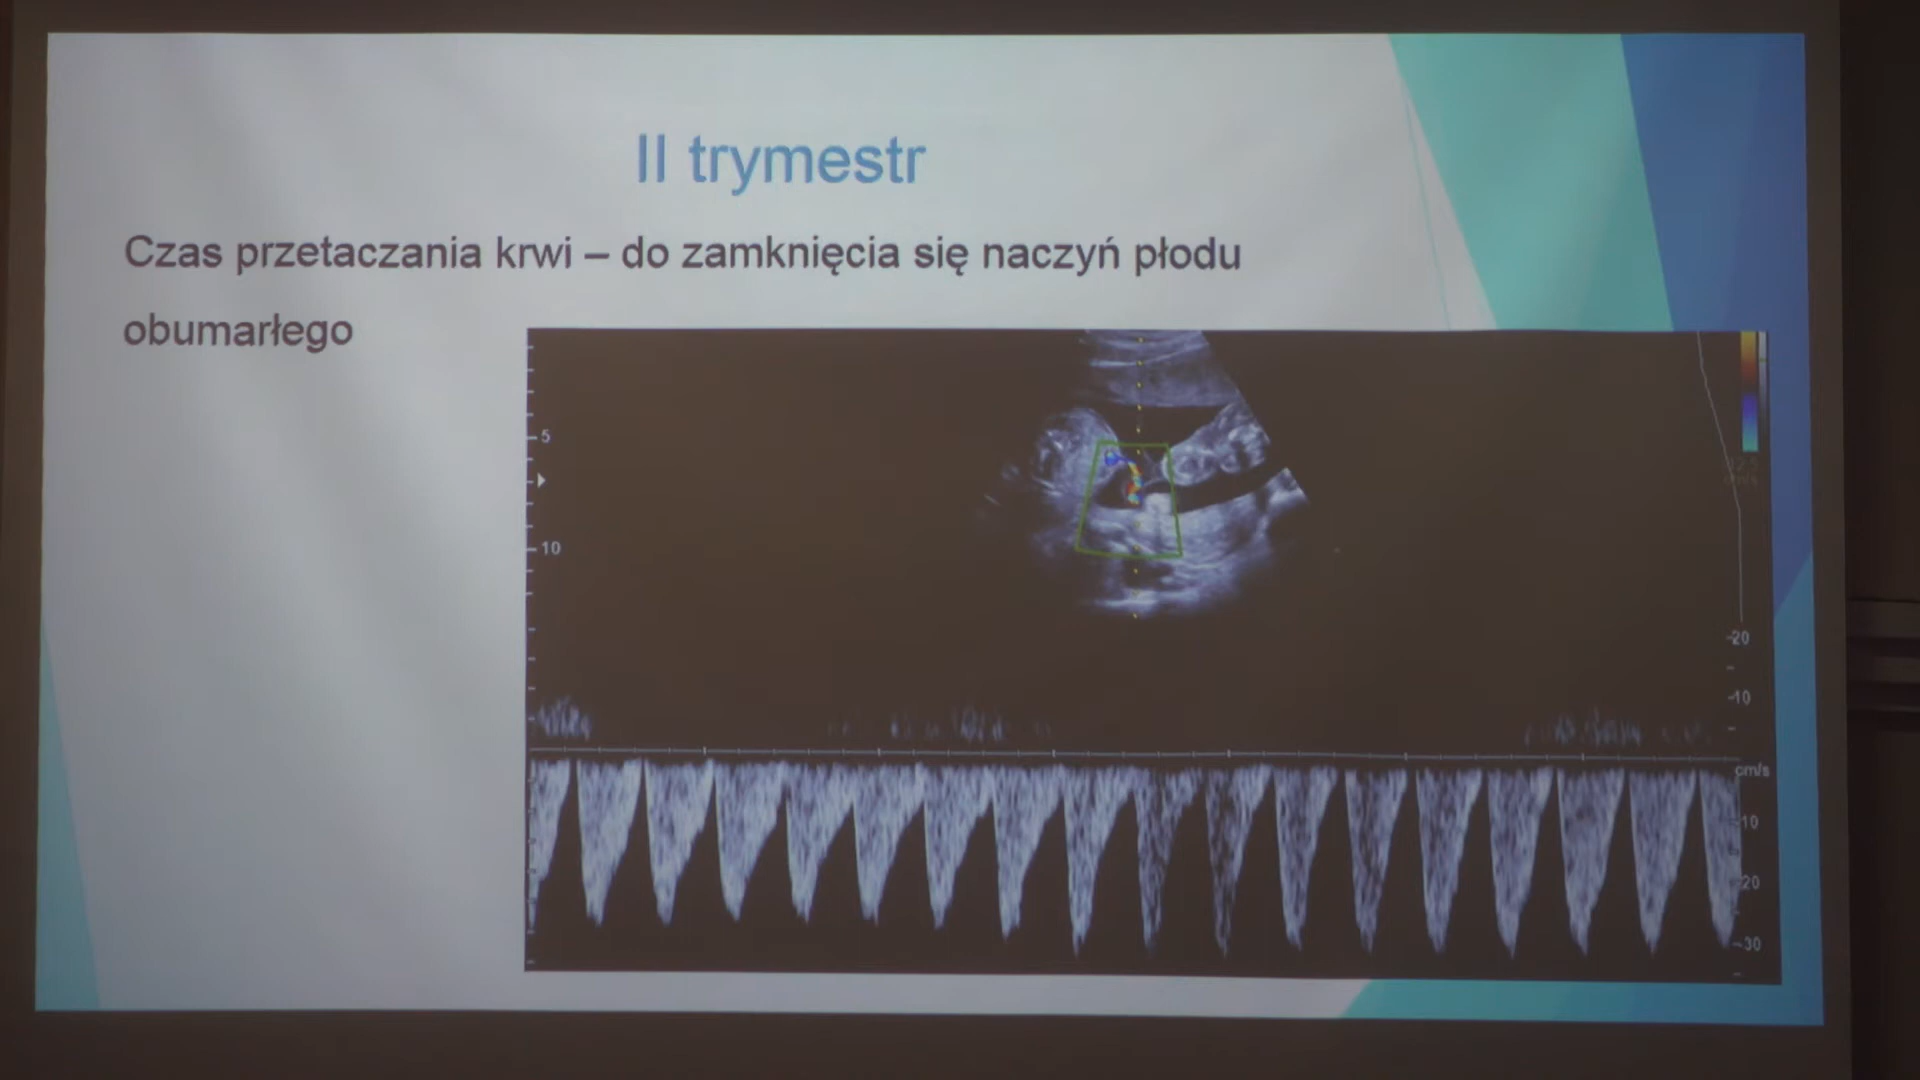 II trymestr
Czas przetaczania krwi – do zamknięcia się naczyń płodu
obumarłego
5
10
-20
-10
cm/s
-10
-20
-30